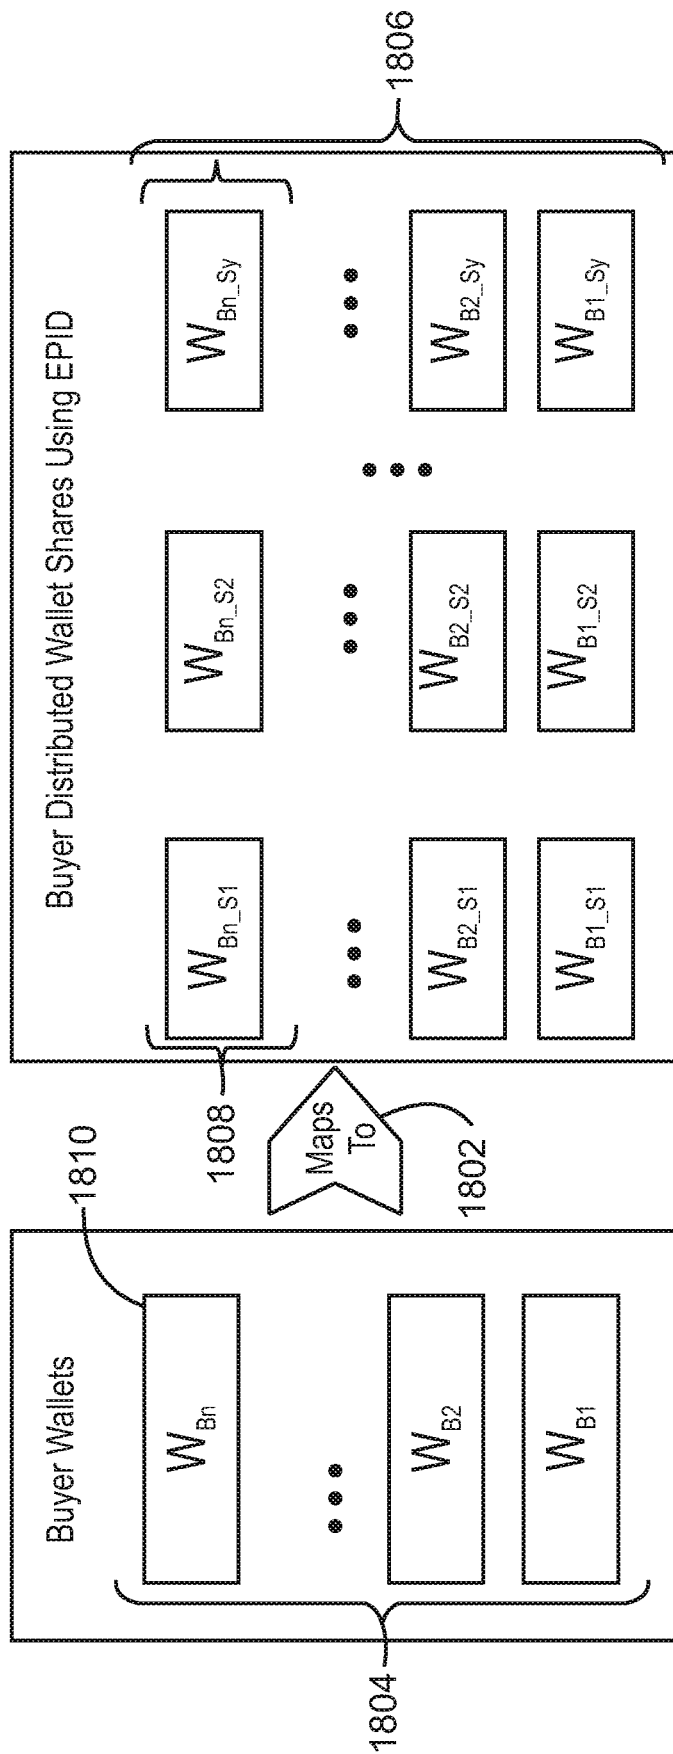 Buyer Wallets
1810
W_Bn
W_B2
W_B1
1804
Maps
To
1802
Buyer Distributed Wallet Shares Using EPID
1808
W_Bn_S1
W_Bn_S2
W_Bn_Sy
W_B2_S1
W_B2_S2
W_B2_Sy
W_B1_S1
W_B1_S2
W_B1_Sy
1806